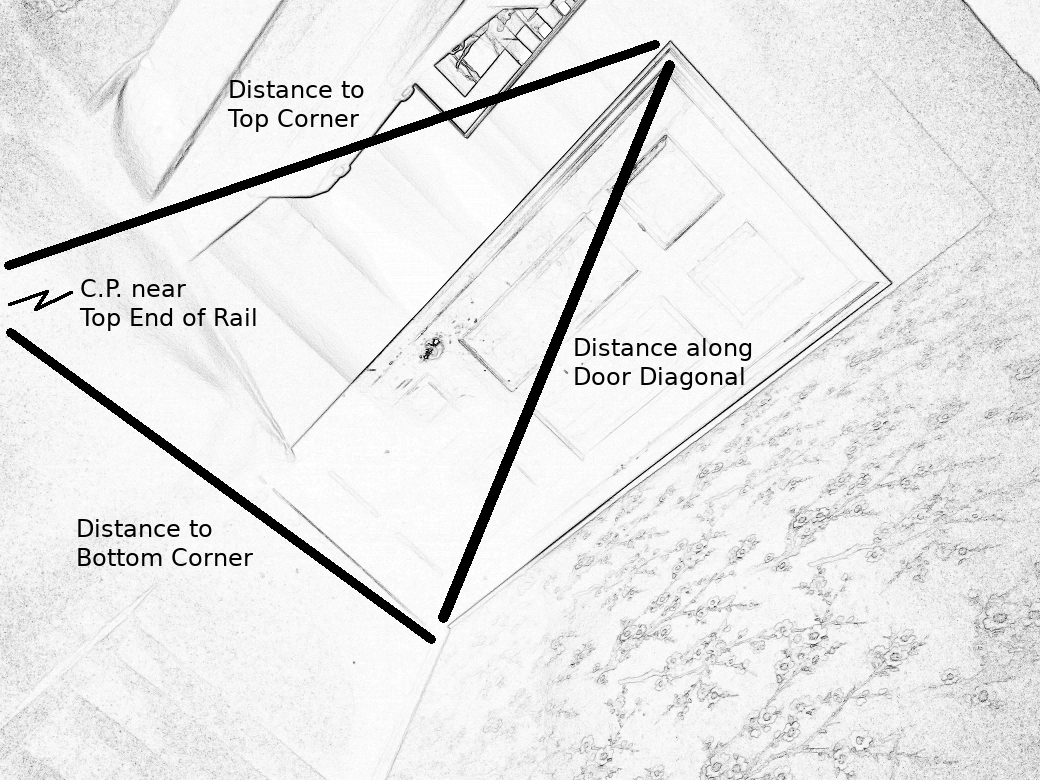 Distance to
Top Corner
C.P. near
Top End of Rail
Distance along
Door Diagonal
Distance to
Bottom Corner